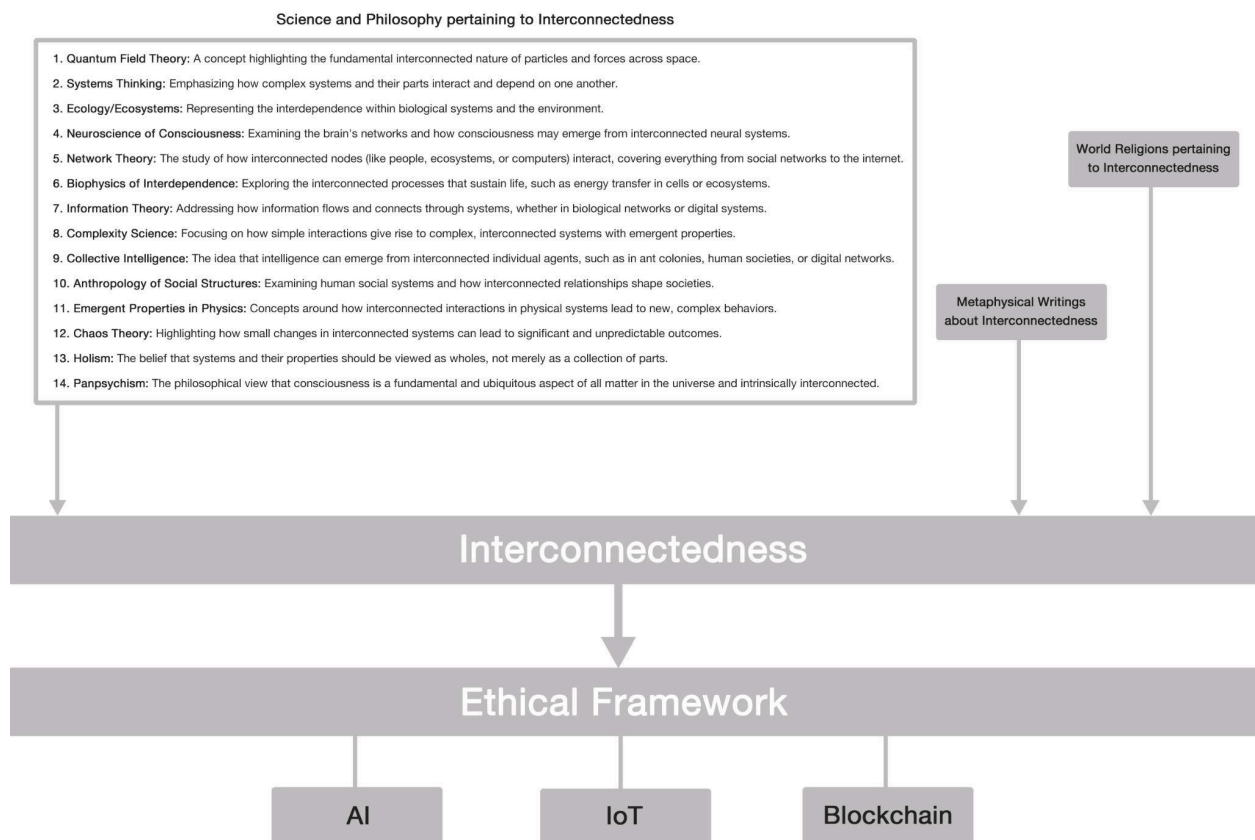 Science and Philosophy pertaining to Interconnectedness
1. Quantum Field Theory: A concept highlighting the fundamental interconnected nature of particles and forces across space.
2. Systems Thinking: Emphasizing how complex systems and their parts interact and depend on one another.
3. Ecology/Ecosystems: Representing the interdependence within biological systems and the environment.
4. Neuroscience of Consciousness: Examining the brain's networks and how consciousness may emerge from interconnected neural systems.
5. Network Theory: The study of how interconnected nodes (like people, ecosystems, or computers) interact, covering everything from social networks to the internet.
6. Biophysics of Interdependence: Exploring the interconnected processes that sustain life, such as energy transfer in cells or ecosystems.
7. Information Theory: Addressing how information flows and connects through systems, whether in biological networks or digital systems.
8. Complexity Science: Focusing on how simple interactions give rise to complex, interconnected systems with emergent properties.
9. Collective Intelligence: The idea that intelligence can emerge from interconnected individual agents, such as in ant colonies, human societies, or digital networks.
10. Anthropology of Social Structures: Examining human social systems and how interconnected relationships shape societies.
11. Emergent Properties in Physics: Concepts around how interconnected interactions in physical systems lead to new, complex behaviors.
12. Chaos Theory: Highlighting how small changes in interconnected systems can lead to significant and unpredictable outcomes.
13. Holism: The belief that systems and their properties should be viewed as wholes, not merely as a collection of parts.
14. Panpsychism: The philosophical view that consciousness is a fundamental and ubiquitous aspect of all matter in the universe and intrinsically interconnected.
World Religions pertaining
to Interconnectedness
Metaphysical Writings
about Interconnectedness
Interconnectedness
Ethical Framework
AI
IoT
Blockchain